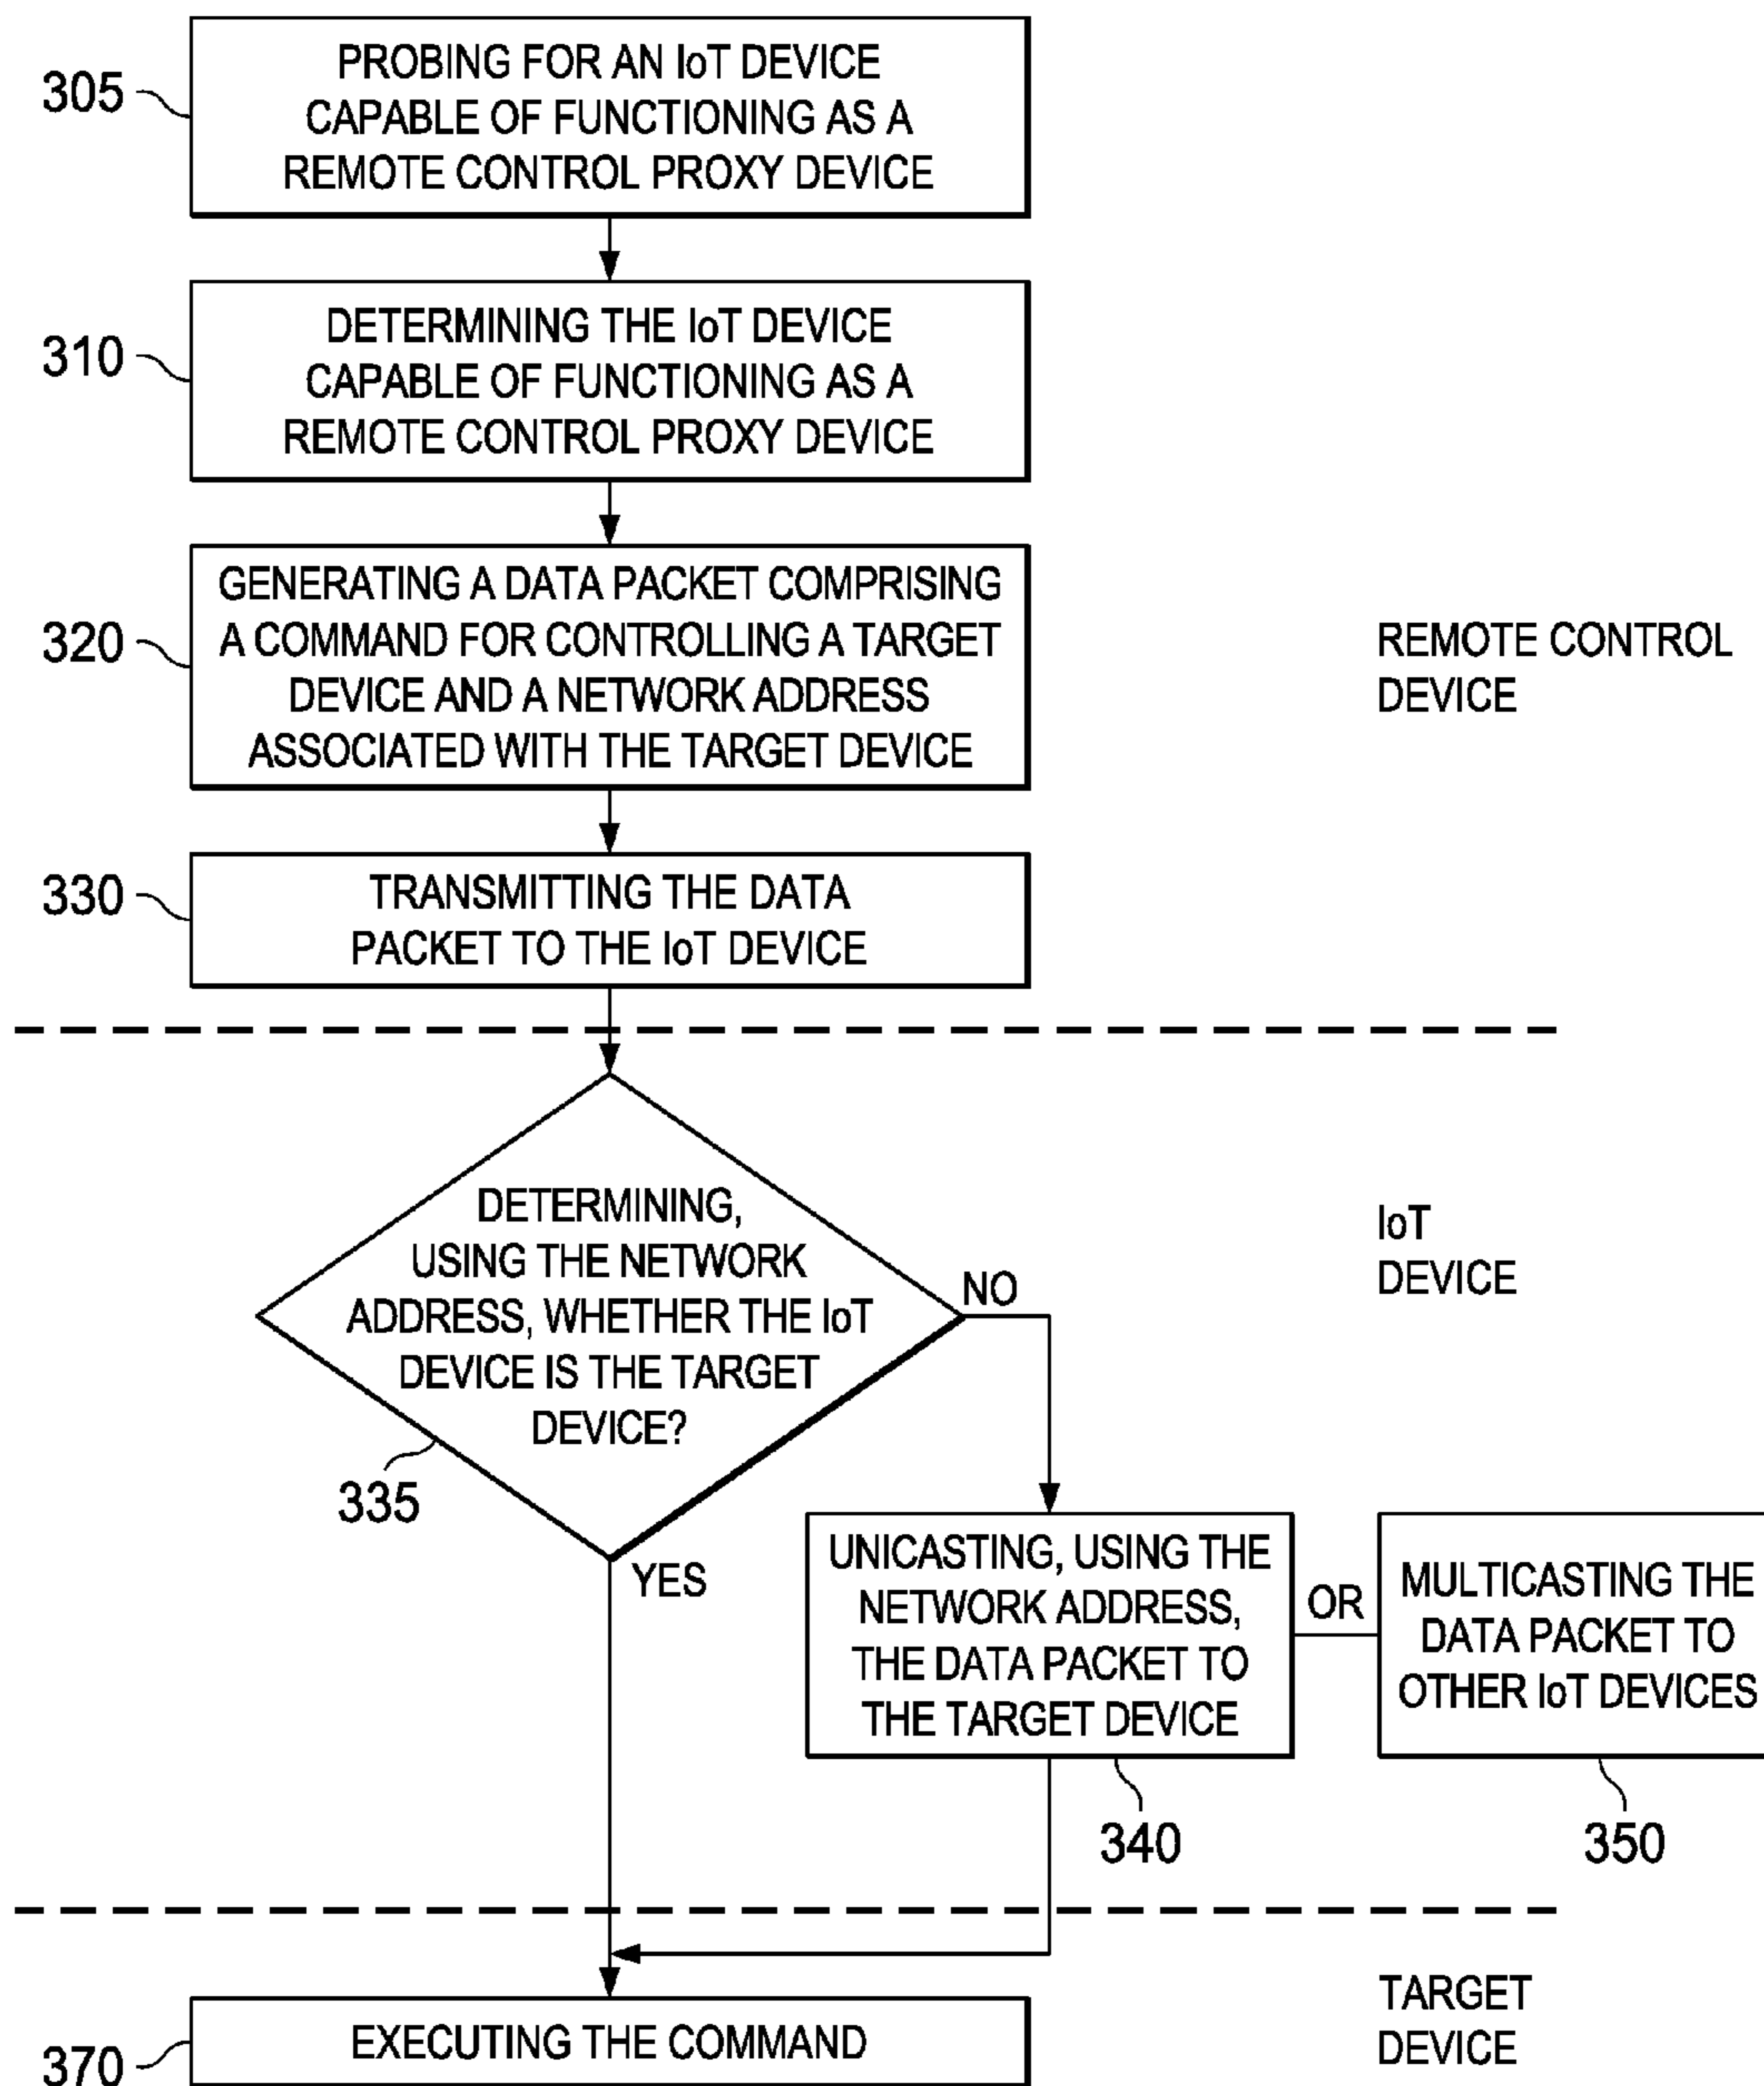 305
PROBING FOR AN IoT DEVICE
CAPABLE OF FUNCTIONING AS A
REMOTE CONTROL PROXY DEVICE
310
DETERMINING THE IoT DEVICE
CAPABLE OF FUNCTIONING AS A
REMOTE CONTROL PROXY DEVICE
320
GENERATING A DATA PACKET COMPRISING
A COMMAND FOR CONTROLLING A TARGET
DEVICE AND A NETWORK ADDRESS
ASSOCIATED WITH THE TARGET DEVICE
REMOTE CONTROL
DEVICE
330
TRANSMITTING THE DATA
PACKET TO THE IoT DEVICE
DETERMINING,
USING THE NETWORK
ADDRESS, WHETHER THE IoT
DEVICE IS THE TARGET
DEVICE?
335
NO
YES
IoT
DEVICE
UNICASTING, USING THE
NETWORK ADDRESS,
THE DATA PACKET TO
THE TARGET DEVICE
340
OR
MULTICASTING THE
DATA PACKET TO
OTHER IoT DEVICES
350
370
EXECUTING THE COMMAND
TARGET
DEVICE